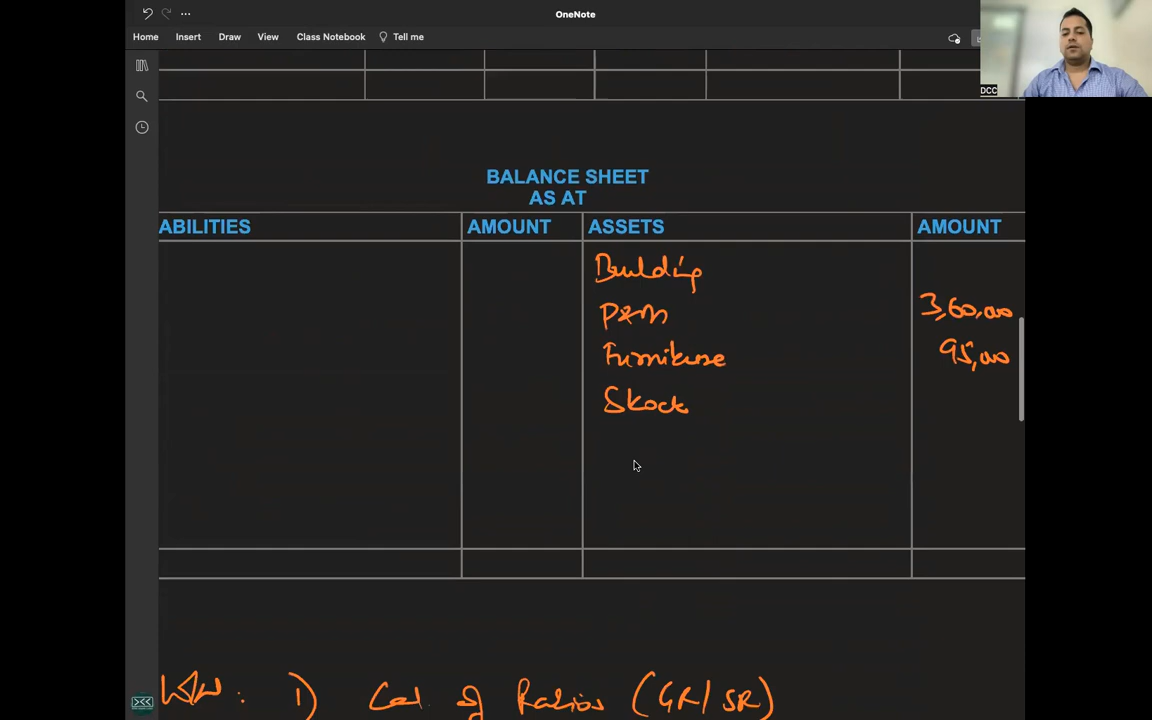 OneNote
Home Insert Draw View Class Notebook Tell me
DCC
BALANCE SHEET
AS AT
ABILITIES AMOUNT ASSETS AMOUNT
Building
P&M 3,60,000
Furniture 95,000
Stock
WN: 1) Cal. of Ratios (GR/SR)